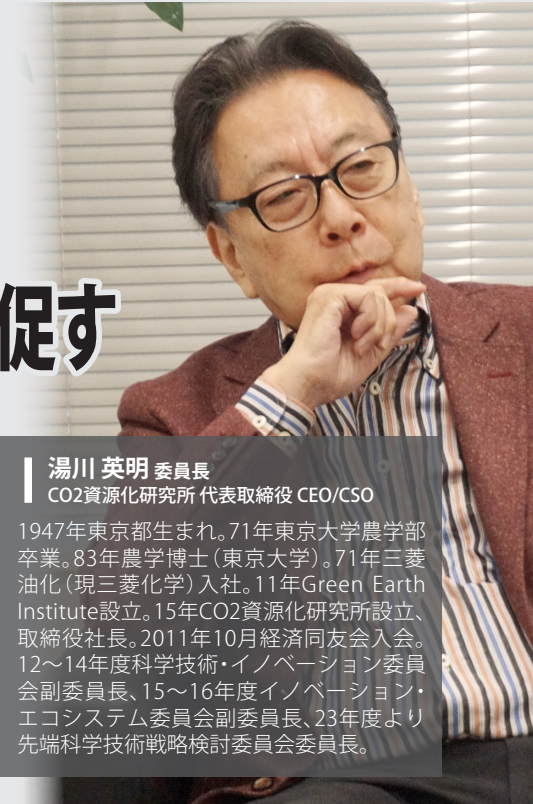 促す
湯川 英明 委員長
CO2資源化研究所 代表取締役 CEO/CSO
1947年東京都生まれ。71年東京大学農学部
卒業。83年農学博士（東京大学）。71年三菱
油化（現三菱化学）入社。11年Green Earth
Institute設立。15年CO2資源化研究所設立、
取締役社長。2011年10月経済同友会入会。
12～14年度科学技術・イノベーション委員
会副委員長、15～16年度イノベーション・
エコシステム委員会副委員長、23年度より
先端科学技術戦略検討委員会委員長。